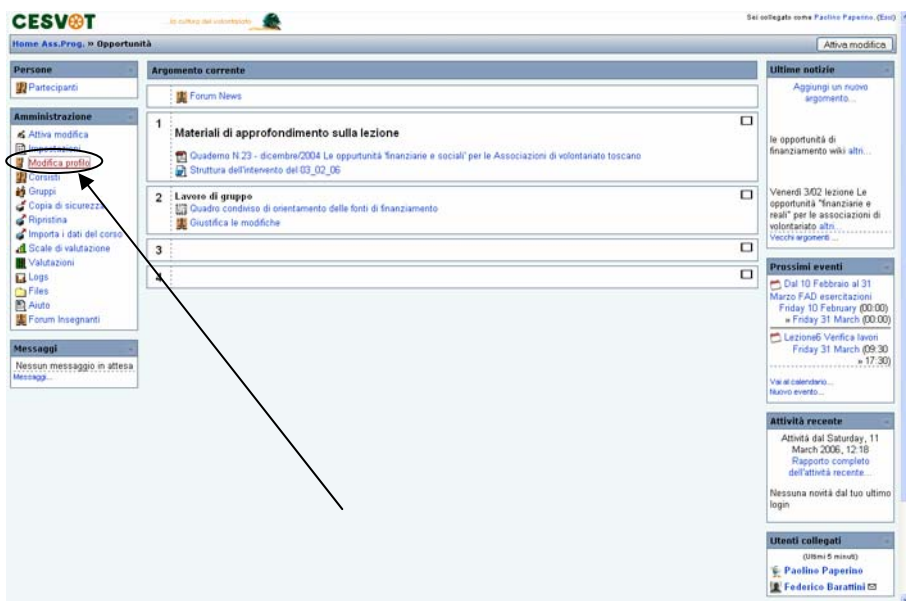 CESVOT
la cultura del volontariato
Sei collegato come Paolino Paperino. (Esci)
Home Ass.Prog. » Opportunità
Attiva modifica
Persone
Partecipanti
Amministrazione
Attiva modifica
Impostazioni
Modifica profilo
Corsisti
Gruppi
Copia di sicurezza
Ripristina
Importa i dati del corso
Scale di valutazione
Valutazioni
Logs
Files
Aiuto
Forum Insegnanti
Messaggi
Nessun messaggio in attesa
Messaggi...
Argomento corrente
Forum News
1
Materiali di approfondimento sulla lezione
Quaderno N.23 - dicembre/2004 Le opportunità 'finanziarie e sociali' per le Associazioni di volontariato toscano
Struttura dell'intervento del 03_02_06
2 Lavoro di gruppo
Quadro condiviso di orientamento delle fonti di finanziamento
Giustifica le modifiche
3
4
Ultime notizie
Aggiungi un nuovo
argomento...
le opportunità di
finanziamento wiki altri...
Venerdì 3/02 lezione Le
opportunità "finanziarie e
reali" per le associazioni di
volontariato altri...
Vecchi argomenti ...
Prossimi eventi
Dal 10 Febbraio al 31
Marzo FAD esercitazioni
Friday 10 February (00:00)
» Friday 31 March (00:00)
Lezione6 Verifica lavori
Friday 31 March (09:30
» 17:30)
Vai al calendario...
Nuovo evento...
Attività recente
Attività dal Saturday, 11
March 2006, 12:18
Rapporto completo
dell'attività recente...
Nessuna novità dal tuo ultimo
login
Utenti collegati
(Ultimi 5 minuti)
Paolino Paperino
Federico Barattini